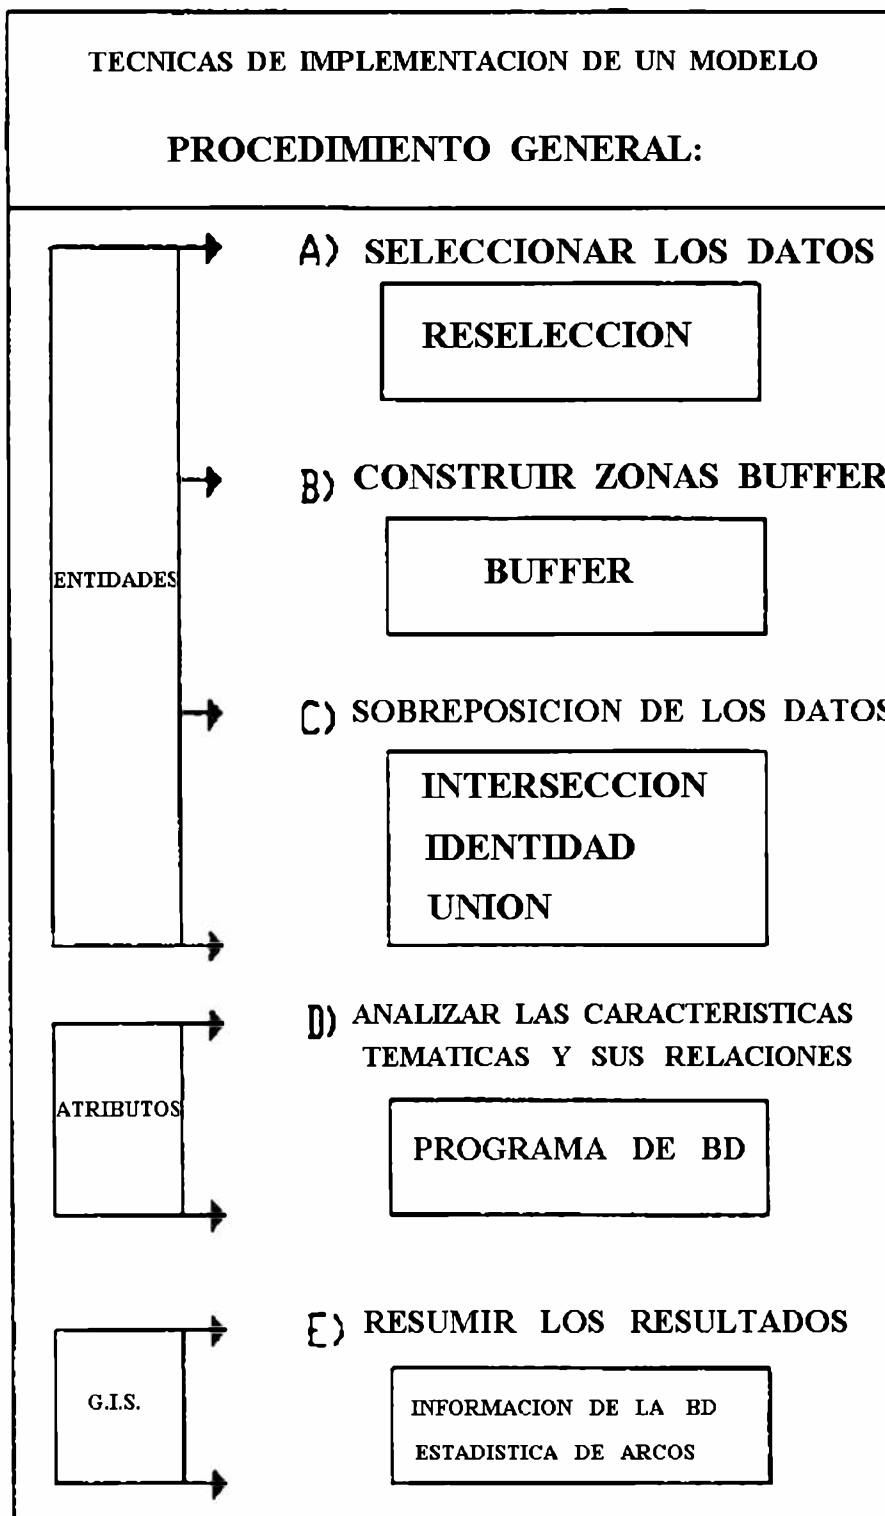 TECNICAS DE IMPLEMENTACION DE UN MODELO
PROCEDIMIENTO GENERAL:
A) SELECCIONAR LOS DATOS
RESELECCION
B) CONSTRUIR ZONAS BUFFER
BUFFER
ENTIDADES
C) SOBREPOSICION DE LOS DATOS
INTERSECCION
IDENTIDAD
UNION
D) ANALIZAR LAS CARACTERISTICAS
TEMATICAS Y SUS RELACIONES
ATRIBUTOS
PROGRAMA DE BD
E) RESUMIR LOS RESULTADOS
G.I.S.
INFORMACION DE LA BD
ESTADISTICA DE ARCOS